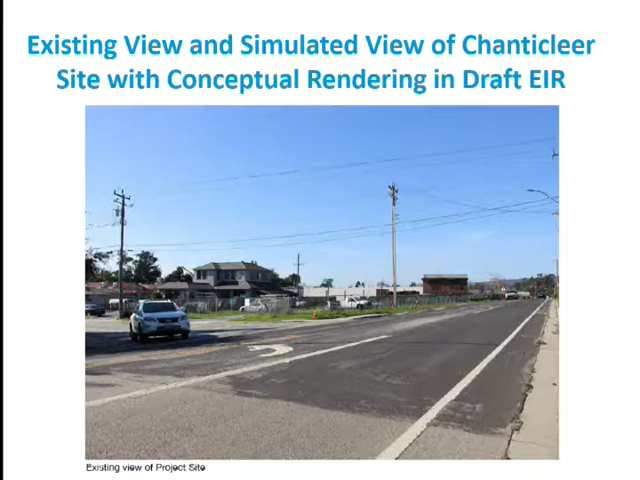 Existing View and Simulated View of Chanticleer
Site with Conceptual Rendering in Draft EIR
Existing view of Project Site